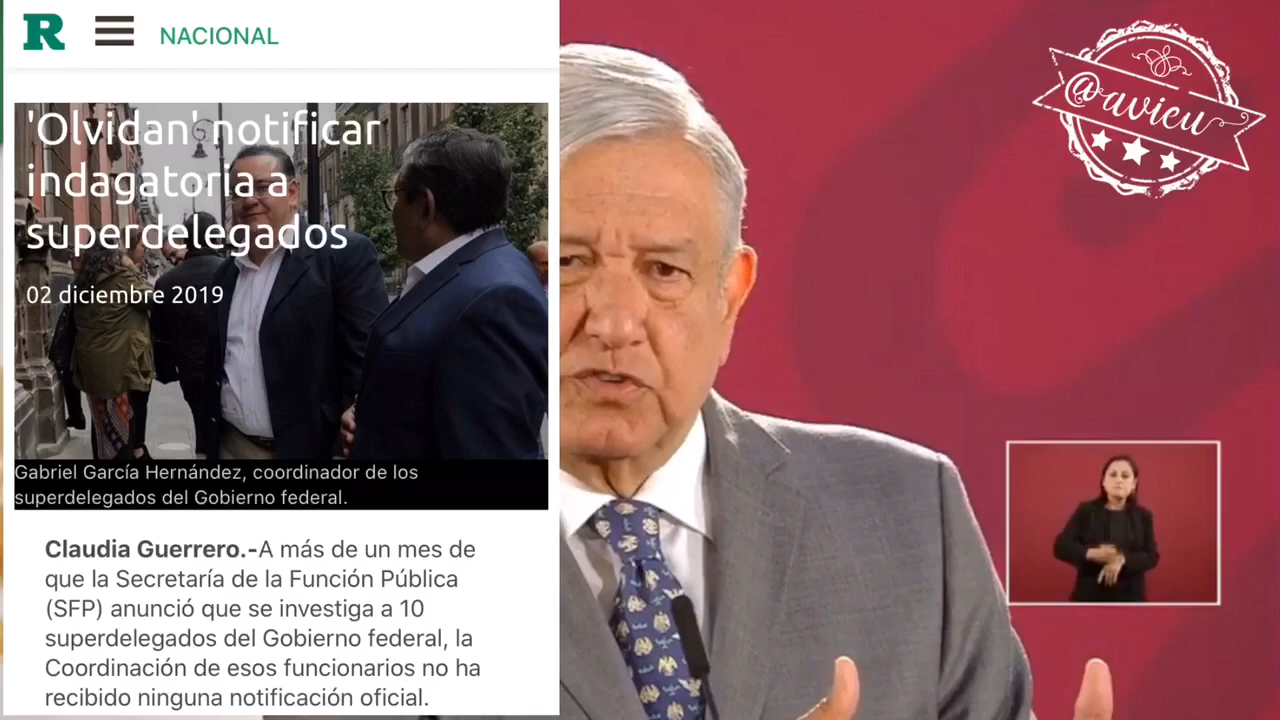 R
NACIONAL
'Olvidan' notificar
indagatoria a
superdelegados
02 diciembre 2019
Gabriel García Hernández, coordinador de los
superdelegados del Gobierno federal.
Claudia Guerrero.-A más de un mes de
que la Secretaría de la Función Pública
(SFP) anunció que se investiga a 10
superdelegados del Gobierno federal, la
Coordinación de esos funcionarios no ha
recibido ninguna notificación oficial.
@avieu